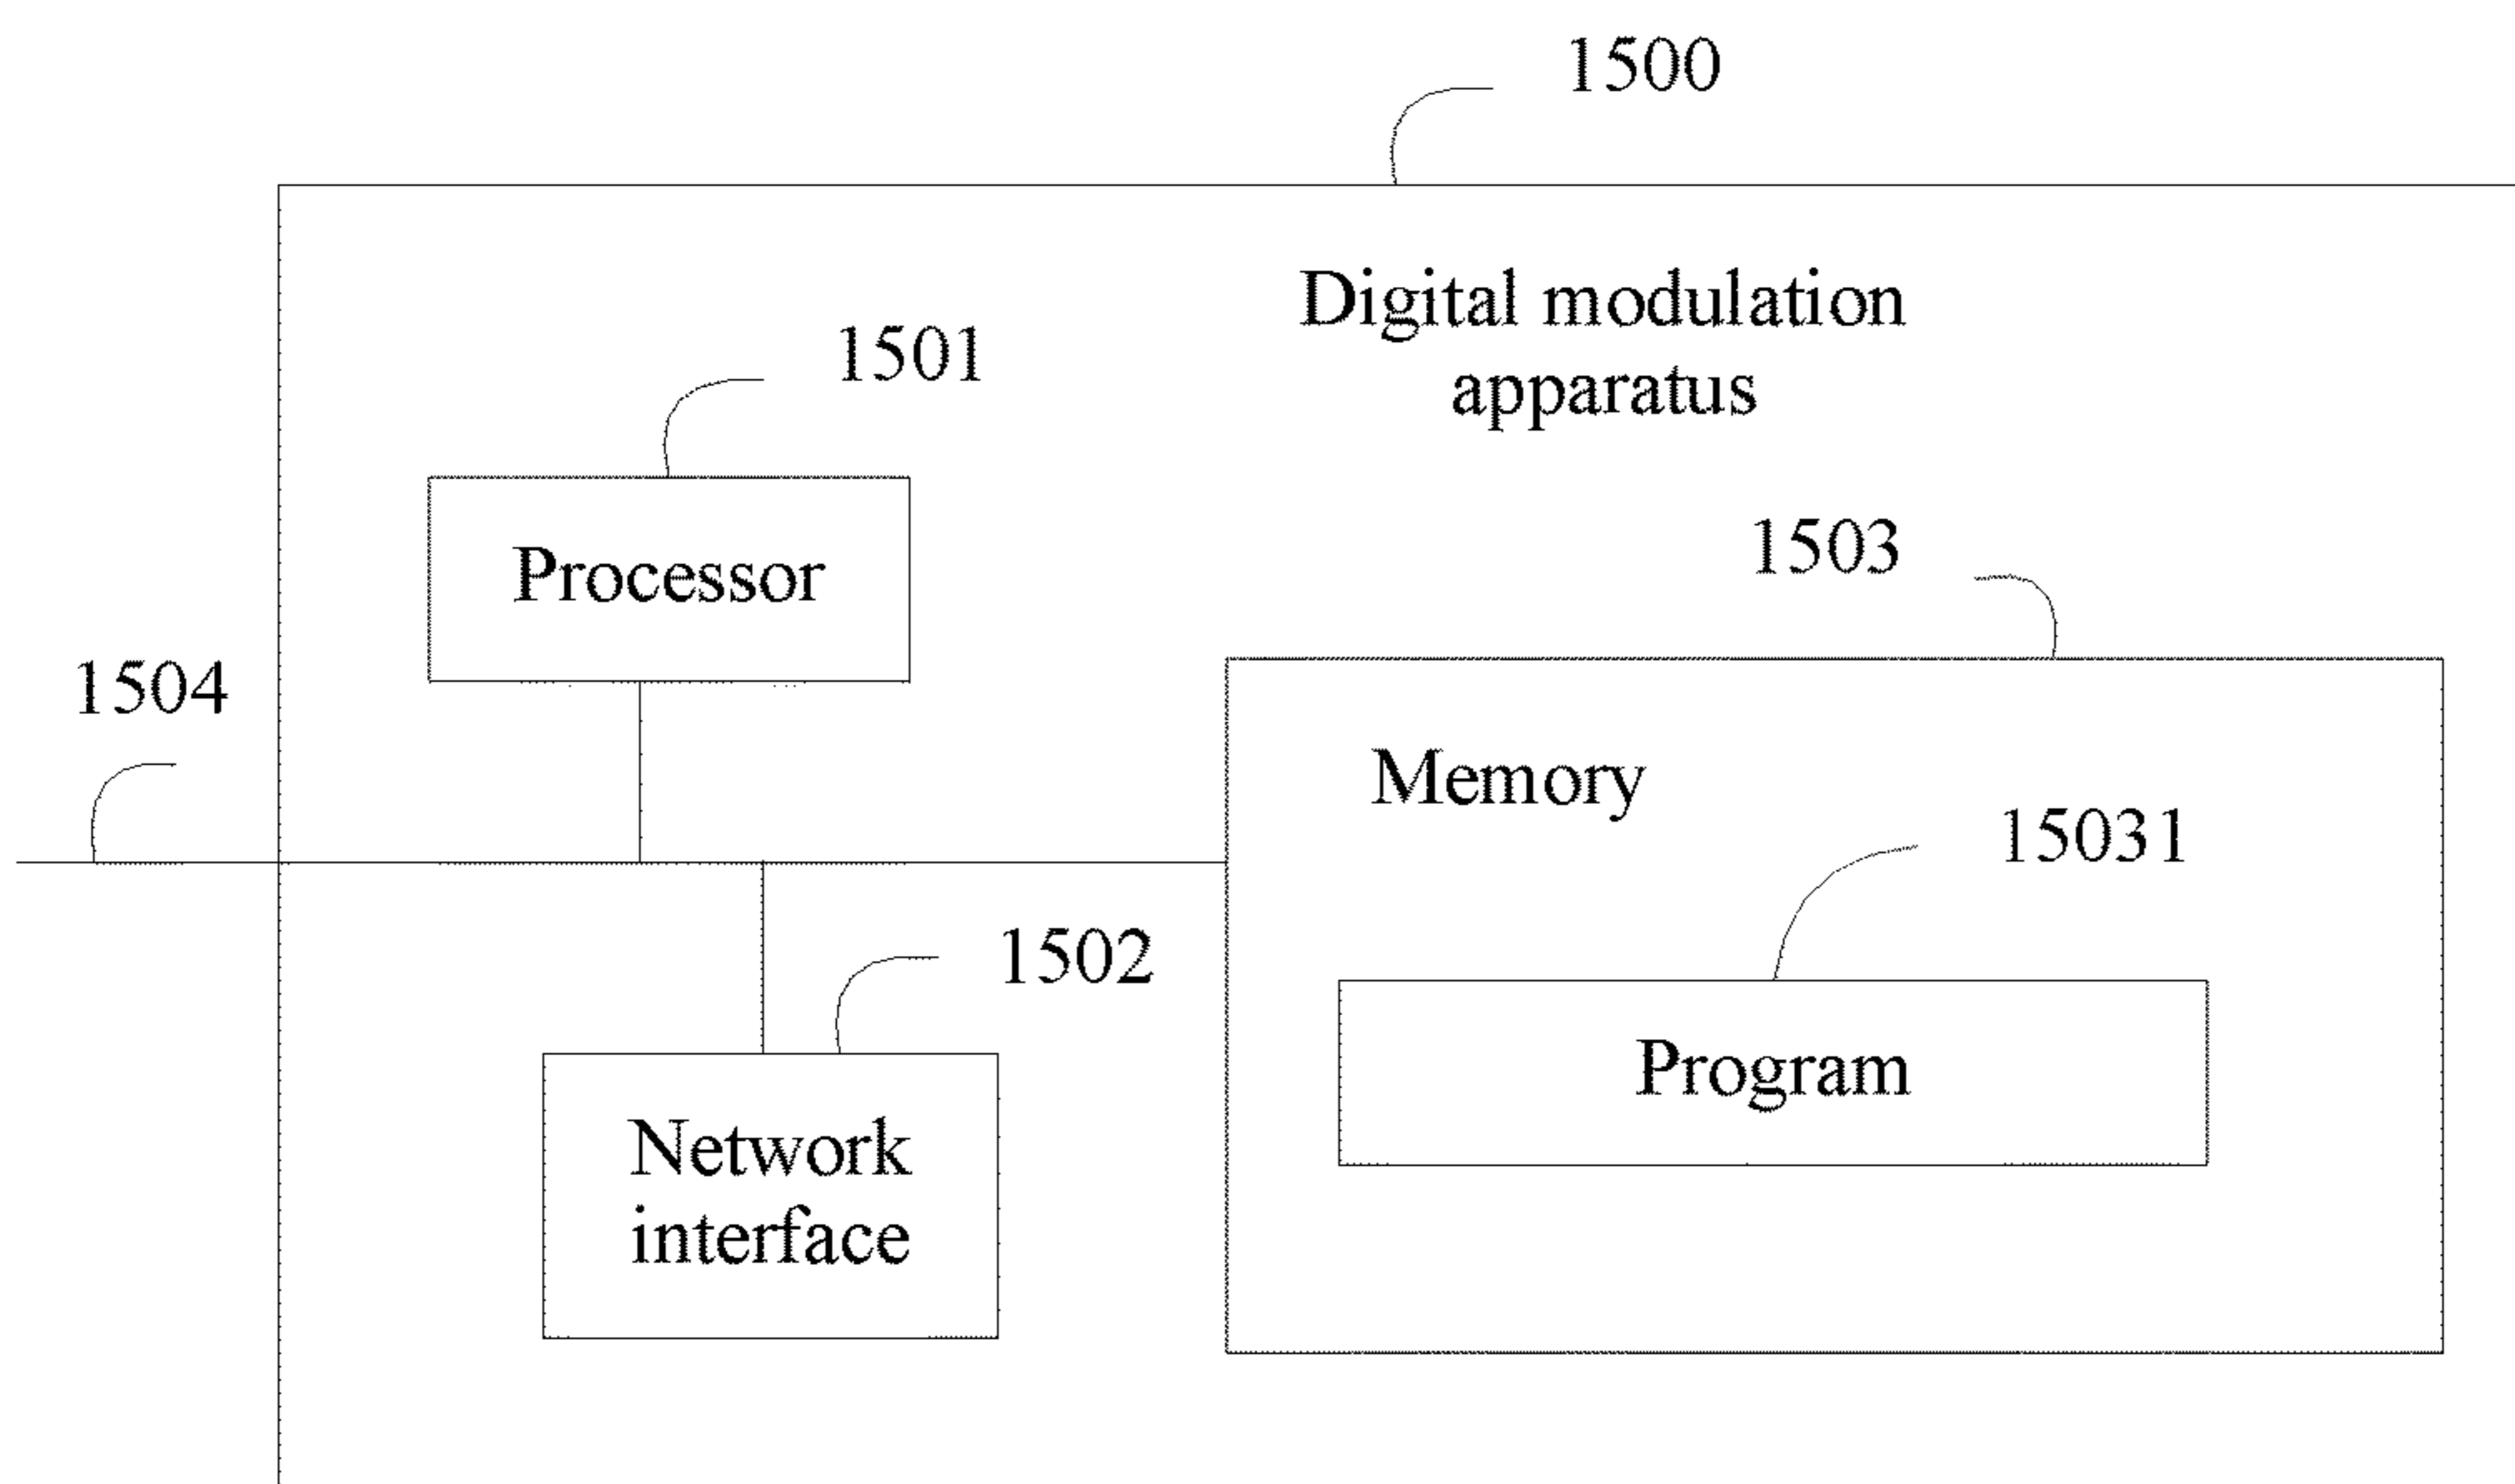 1500
Digital modulation
apparatus
1501
Processor
1503
1504
Memory
15031
1502
Program
Network
interface